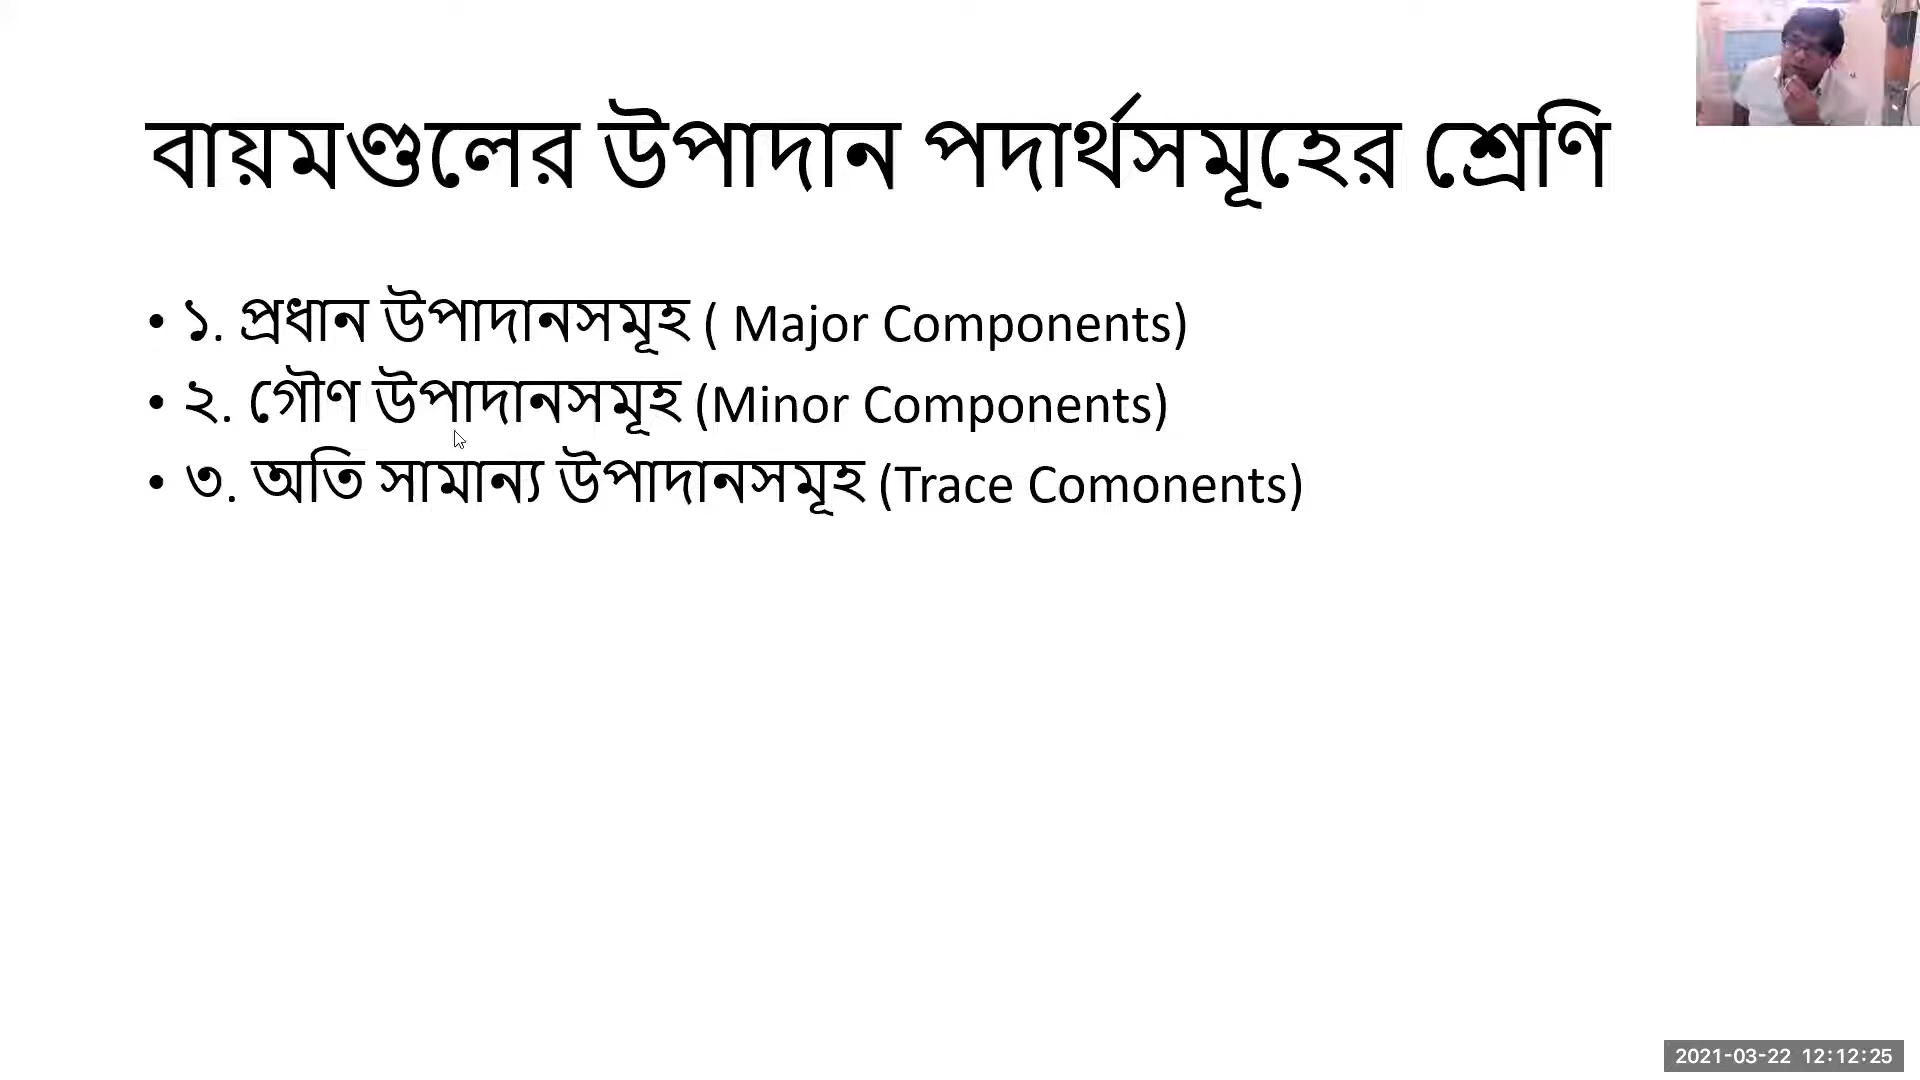 বায়মণ্ডলের উপাদান পদার্থসমূহের শ্রেণি
• ১. প্রধান উপাদানসমূহ ( Major Components)
• ২. গৌণ উপাদানসমূহ (Minor Components)
• ৩. অতি সামান্য উপাদানসমূহ (Trace Comonents)
2021-03-22 12:12:25